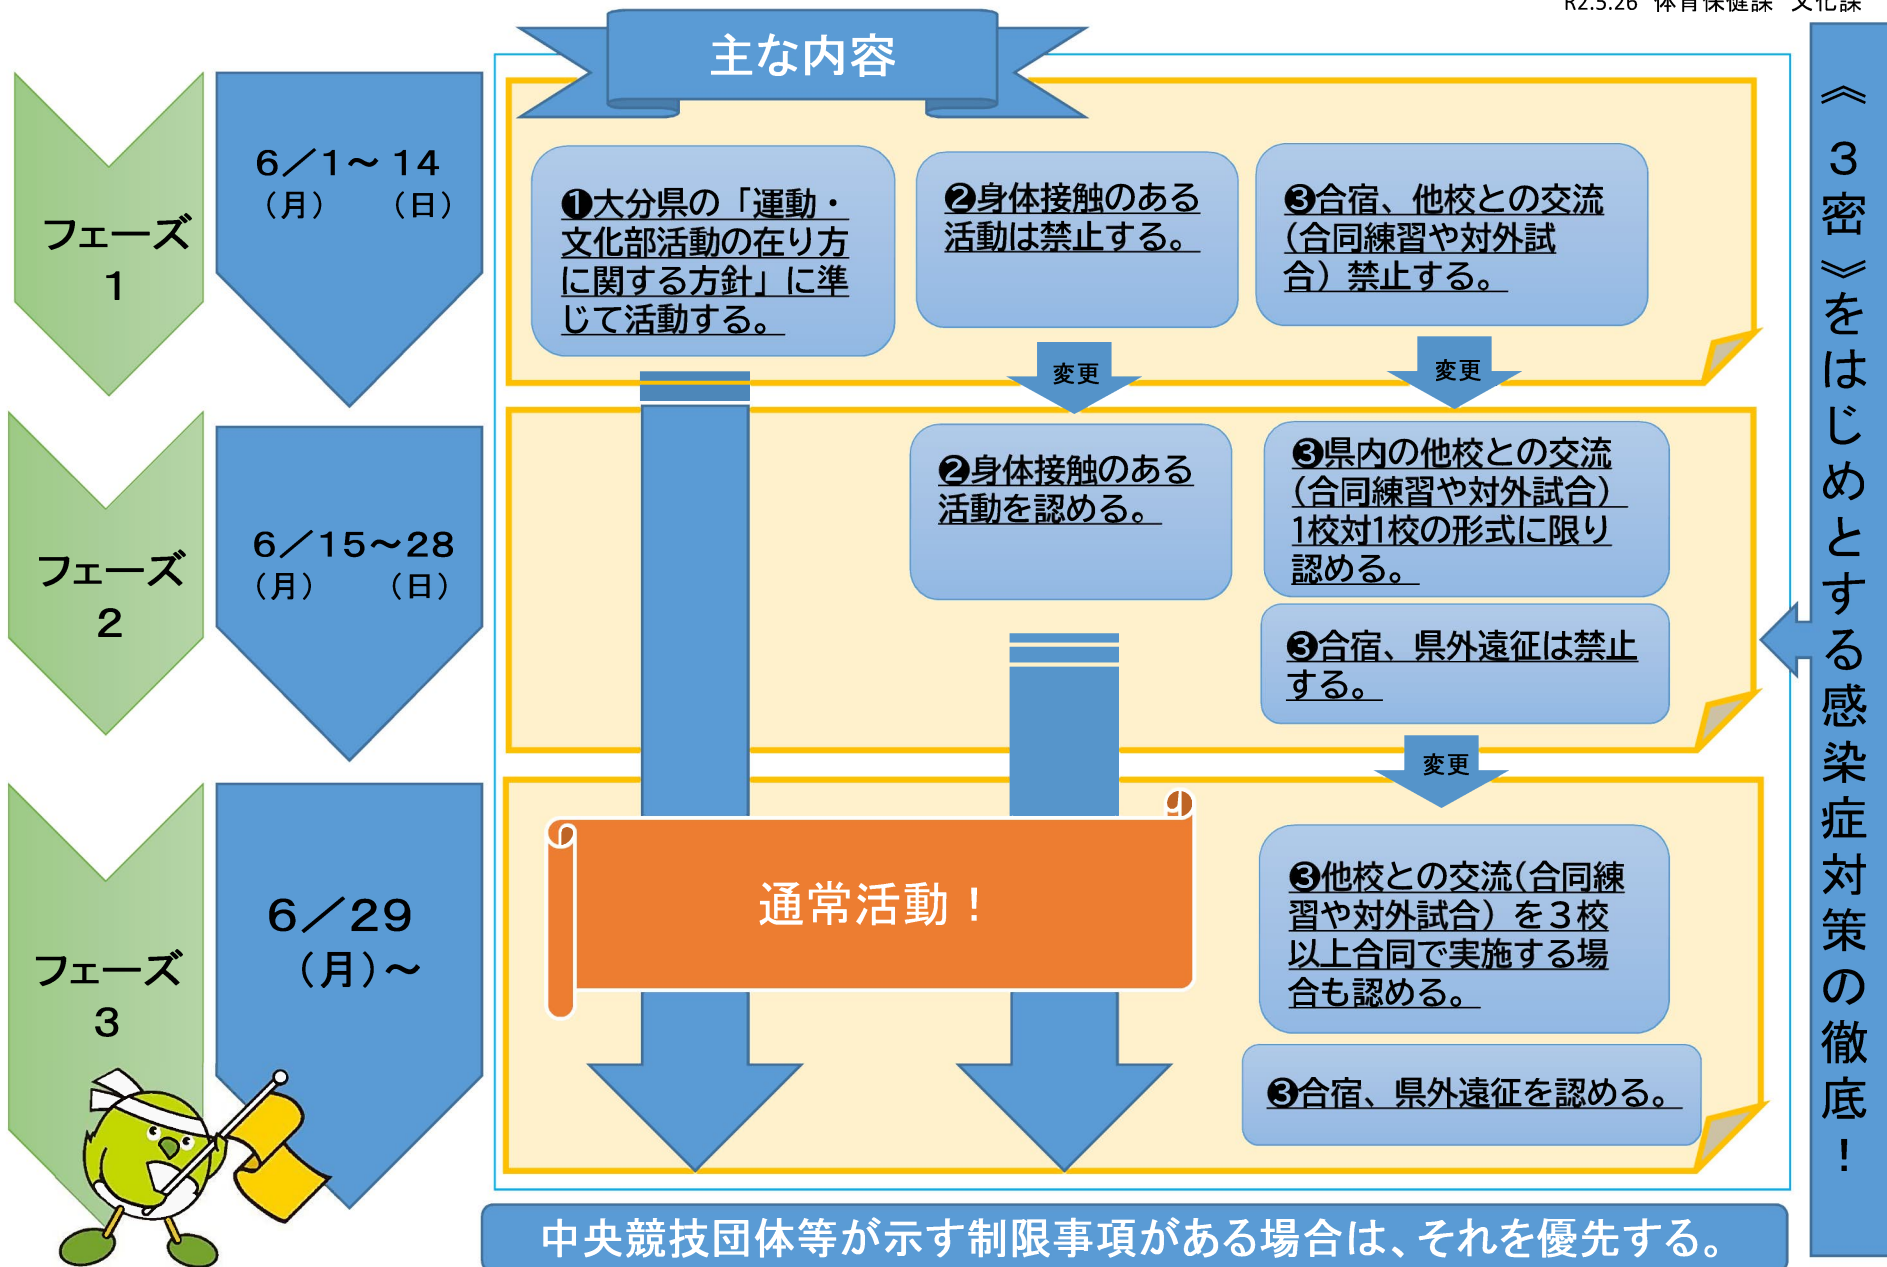 R2.5.26 体育保健課 文化課
主な内容
フェーズ
1
6／1～14
（月） （日）
❶大分県の「運動・
文化部活動の在り方
に関する方針」に準
じて活動する。
❷身体接触のある
活動は禁止する。
❸合宿、他校との交流
（合同練習や対外試
合）禁止する。
変更
変更
フェーズ
2
6／15～28
（月） （日）
❷身体接触のある
活動を認める。
❸県内の他校との交流
（合同練習や対外試合）
1校対1校の形式に限り
認める。
❸合宿、県外遠征は禁止
する。
変更
フェーズ
3
6／29
（月）～
通常活動！
❸他校との交流（合同練
習や対外試合）を３校
以上合同で実施する場
合も認める。
❸合宿、県外遠征を認める。
中央競技団体等が示す制限事項がある場合は、それを優先する。
《３密》をはじめとする感染症対策の徹底！